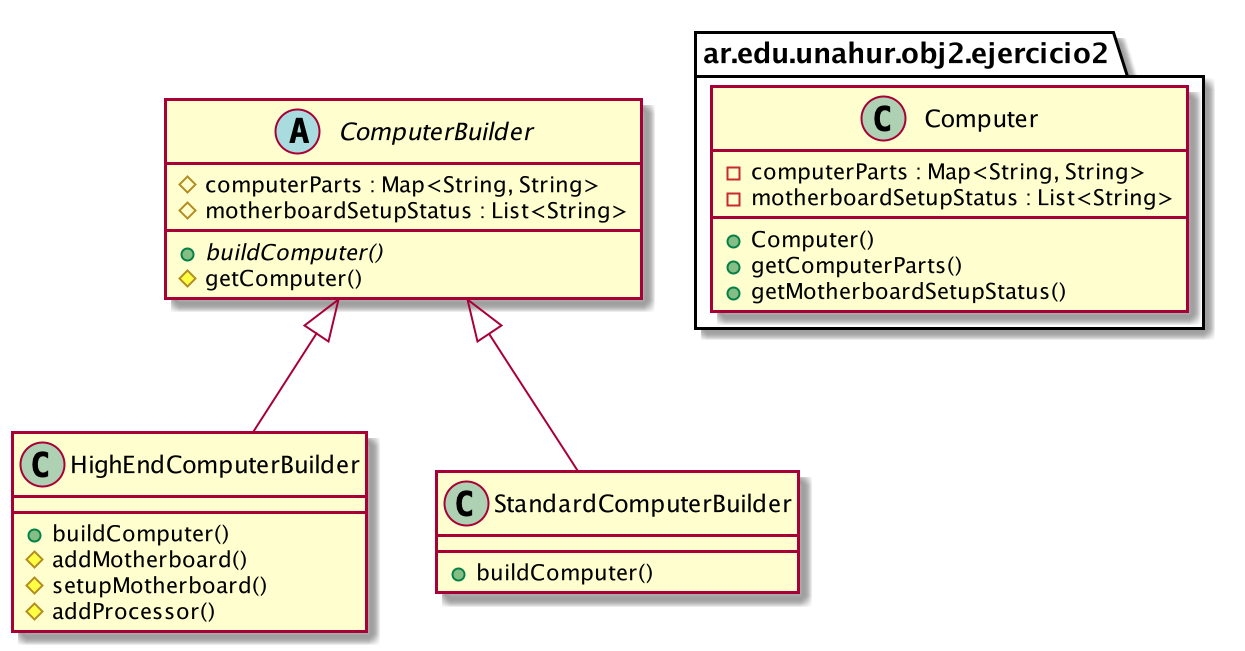 ar.edu.unahur.obj2.ejercicio2
A ComputerBuilder
computerParts : Map<String, String>
motherboardSetupStatus : List<String>
buildComputer()
getComputer()
C Computer
computerParts : Map<String, String>
motherboardSetupStatus : List<String>
Computer()
getComputerParts()
getMotherboardSetupStatus()
C HighEndComputerBuilder
buildComputer()
addMotherboard()
setupMotherboard()
addProcessor()
C StandardComputerBuilder
buildComputer()